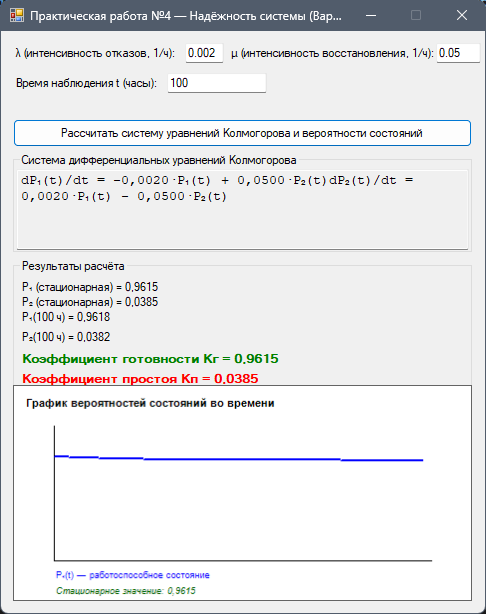 Практическая работа №4 — Надёжность системы (Вар...
λ (интенсивность отказов, 1/ч): 0.002 μ (интенсивность восстановления, 1/ч): 0.05
Время наблюдения t (часы): 100
Рассчитать систему уравнений Колмогорова и вероятности состояний
Система дифференциальных уравнений Колмогорова
dP₁(t)/dt = -0,0020·P₁(t) + 0,0500·P₂(t)dP₂(t)/dt =
0,0020·P₁(t) - 0,0500·P₂(t)
Результаты расчёта
P₁ (стационарная) = 0,9615
P₂ (стационарная) = 0,0385
P₁(100 ч) = 0,9618
P₂(100 ч) = 0,0382
Коэффициент готовности Kг = 0,9615
Коэффициент простоя Kп = 0,0385
График вероятностей состояний во времени
P₁(t) — работоспособное состояние
Стационарное значение: 0,9615